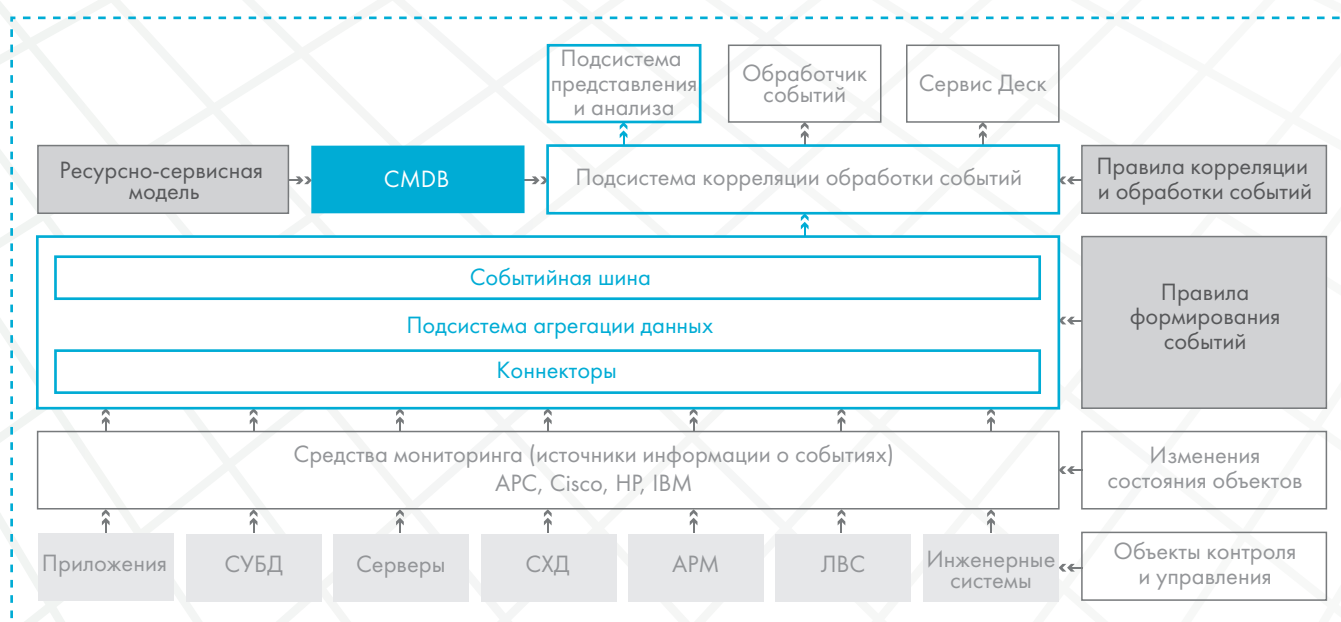 Подсистема
представления
и анализа
Обработчик
событий
Сервис Деск
Ресурсно-сервисная
модель
CMDB
Подсистема корреляции обработки событий
Правила корреляции
и обработки событий
Событийная шина
Подсистема агрегации данных
Коннекторы
Правила
формирования
событий
Средства мониторинга (источники информации о событиях)
APC, Cisco, HP, IBM
Изменения
состояния объектов
Приложения
СУБД
Серверы
СХД
АРМ
ЛВС
Инженерные
системы
Объекты контроля
и управления